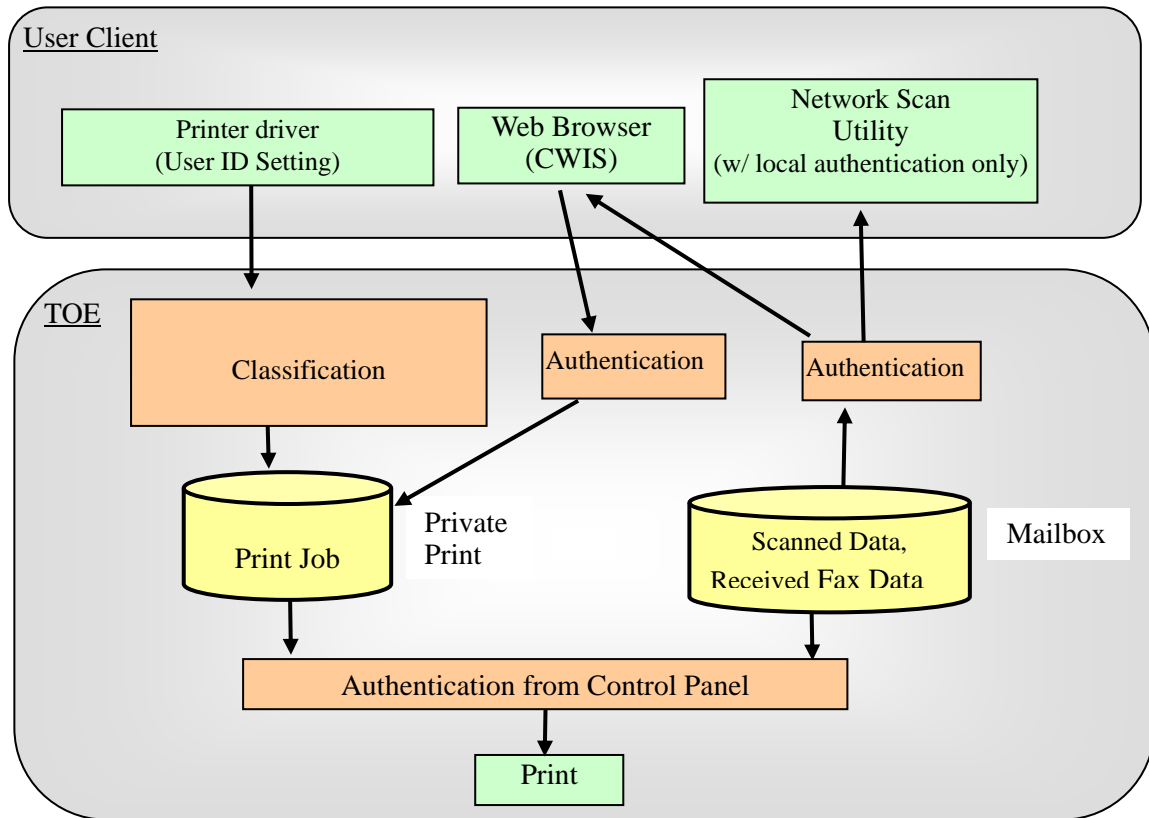 User Client
Printer driver
(User ID Setting)
Web Browser
(CWIS)
Network Scan
Utility
(w/ local authentication only)
TOE
Classification
Authentication
Authentication
Print Job
Private
Print
Scanned Data,
Received Fax Data
Mailbox
Authentication from Control Panel
Print